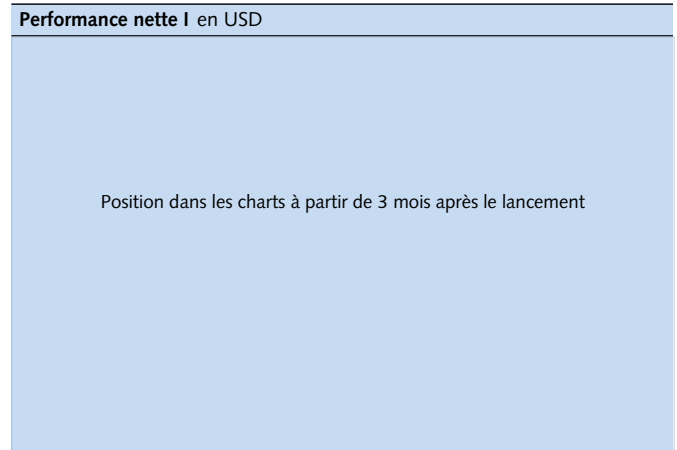 Performance nette I en USD
Position dans les charts à partir de 3 mois après le lancement